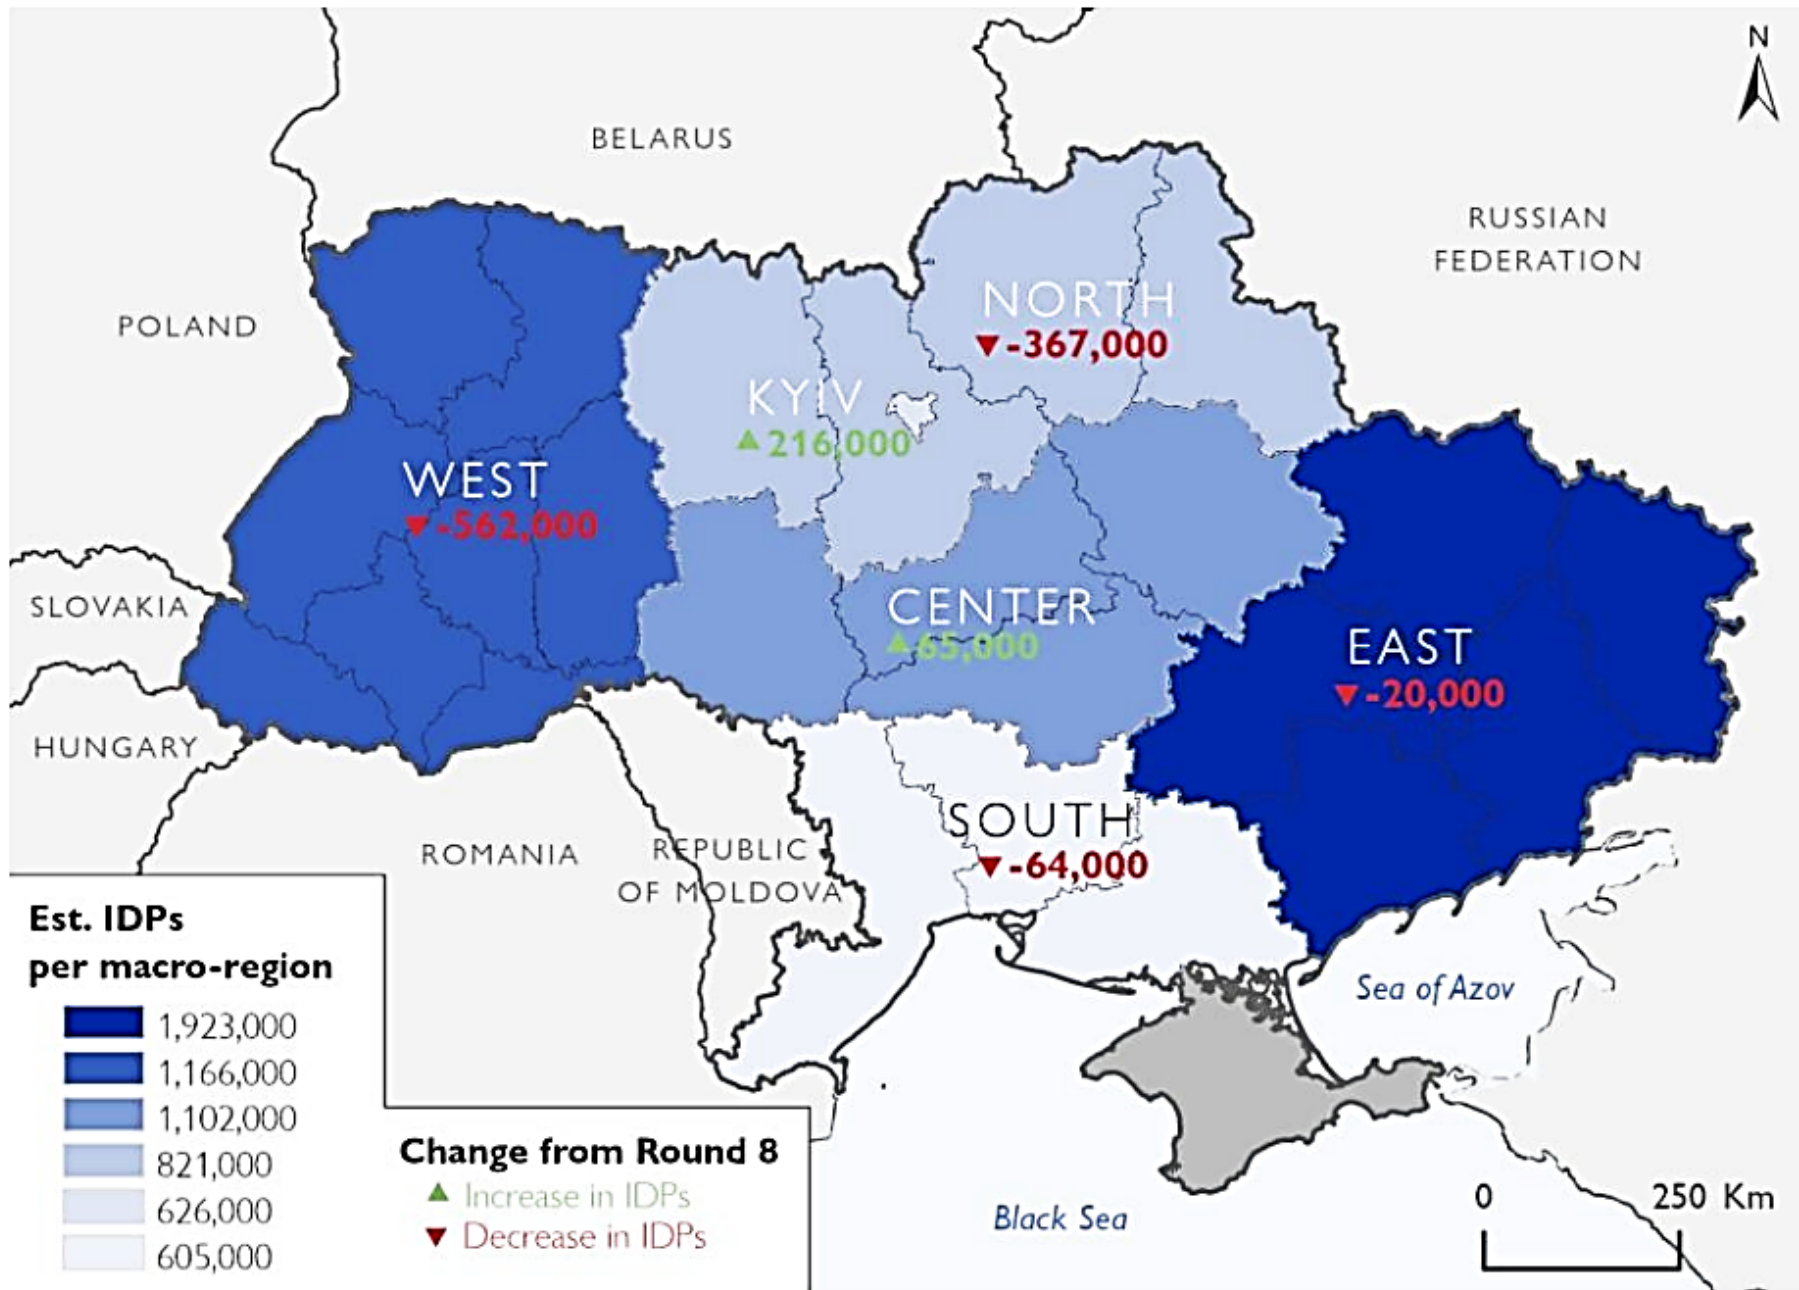 N
BELARUS
RUSSIAN
FEDERATION
POLAND
NORTH
▼-367,000
KYIV
▲216,000
WEST
▼-562,000
SLOVAKIA
CENTER
▲65,000
EAST
▼-20,000
HUNGARY
SOUTH
▼-64,000
ROMANIA
REPUBLIC
OF MOLDOVA
Sea of Azov
Black Sea
0 250 Km
Est. IDPs
per macro-region
1,923,000
1,166,000
1,102,000
821,000
626,000
605,000
Change from Round 8
▲ Increase in IDPs
▼ Decrease in IDPs